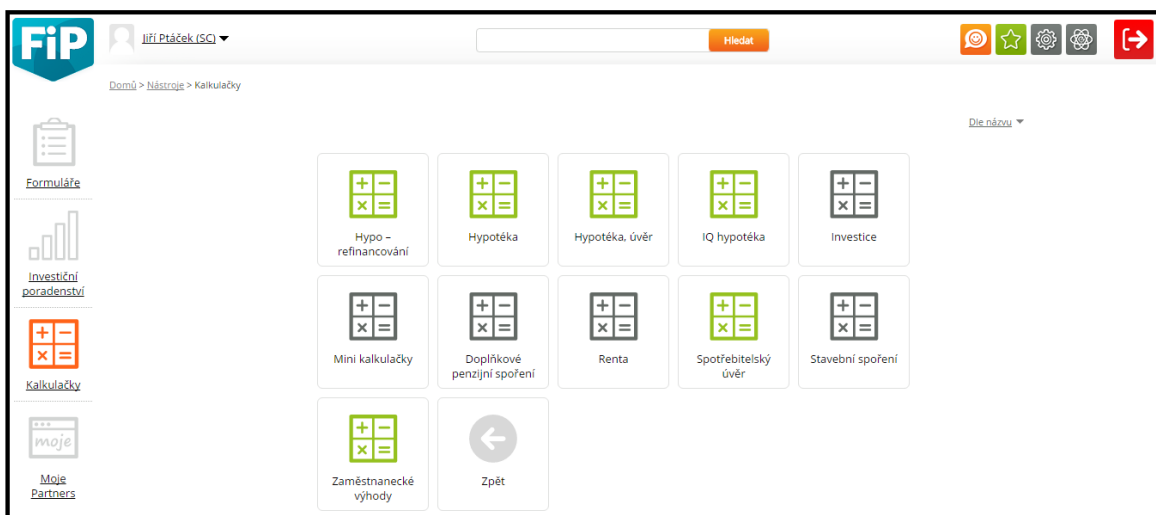 FiP
Jiří Ptáček (SC)
Hledat
Domů > Nástroje > Kalkulačky
Dle názvu
Formuláře
Investiční
poradenství
Kalkulačky
moje
Moje
Partners
Hypo –
refinancování
Hypotéka
Hypotéka, úvěr
IQ hypotéka
Investice
Mini kalkulačky
Doplňkové
penzijní spoření
Renta
Spotřebitelský
úvěr
Stavební spoření
Zaměstnanecké
výhody
Zpět